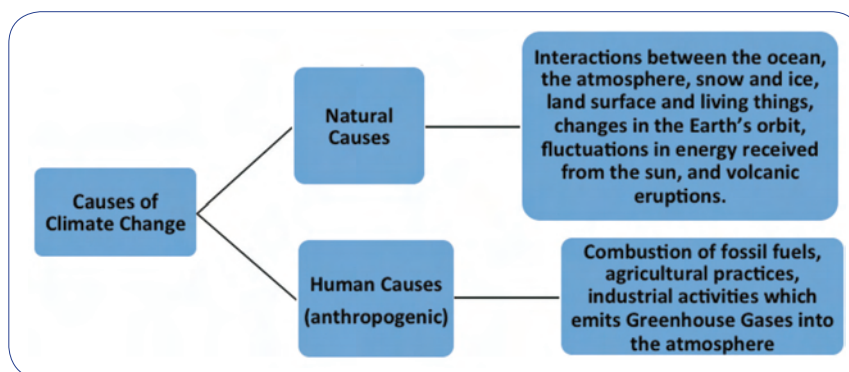 Causes of
Climate Change
Natural
Causes
Interactions between the ocean,
the atmosphere, snow and ice,
land surface and living things,
changes in the Earth's orbit,
fluctuations in energy received
from the sun, and volcanic
eruptions.
Human Causes
(anthropogenic)
Combustion of fossil fuels,
agricultural practices,
industrial activities which
emits Greenhouse Gases into
the atmosphere